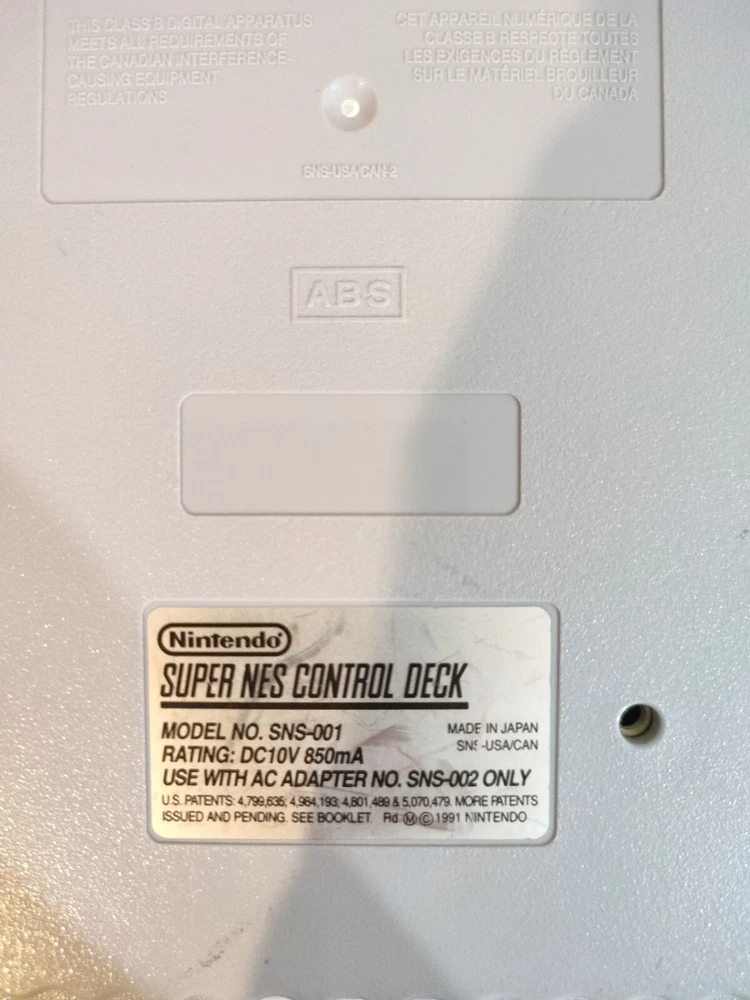 THIS CLASS B DIGITAL APPARATUS
MEETS ALL REQUIREMENTS OF
THE CANADIAN INTERFERENCE-
CAUSING EQUIPMENT
REGULATIONS
CET APPAREIL NUMÉRIQUE DE LA
CLASSE B RESPECTE TOUTES
LES EXIGENCES DU RÈGLEMENT
SUR LE MATÉRIEL BROUILLEUR
DU CANADA
SNS-USA/CAN-2
ABS
Nintendo®
SUPER NES CONTROL DECK
MODEL NO. SNS-001
RATING: DC10V 850mA
MADE IN JAPAN
SNS-USA/CAN
USE WITH AC ADAPTER NO. SNS-002 ONLY
U.S. PATENTS: 4,799,635; 4,984,193; 4,801,489 & 5,070,479. MORE PATENTS
ISSUED AND PENDING. SEE BOOKLET. Rd. Ⓜ © 1991 NINTENDO